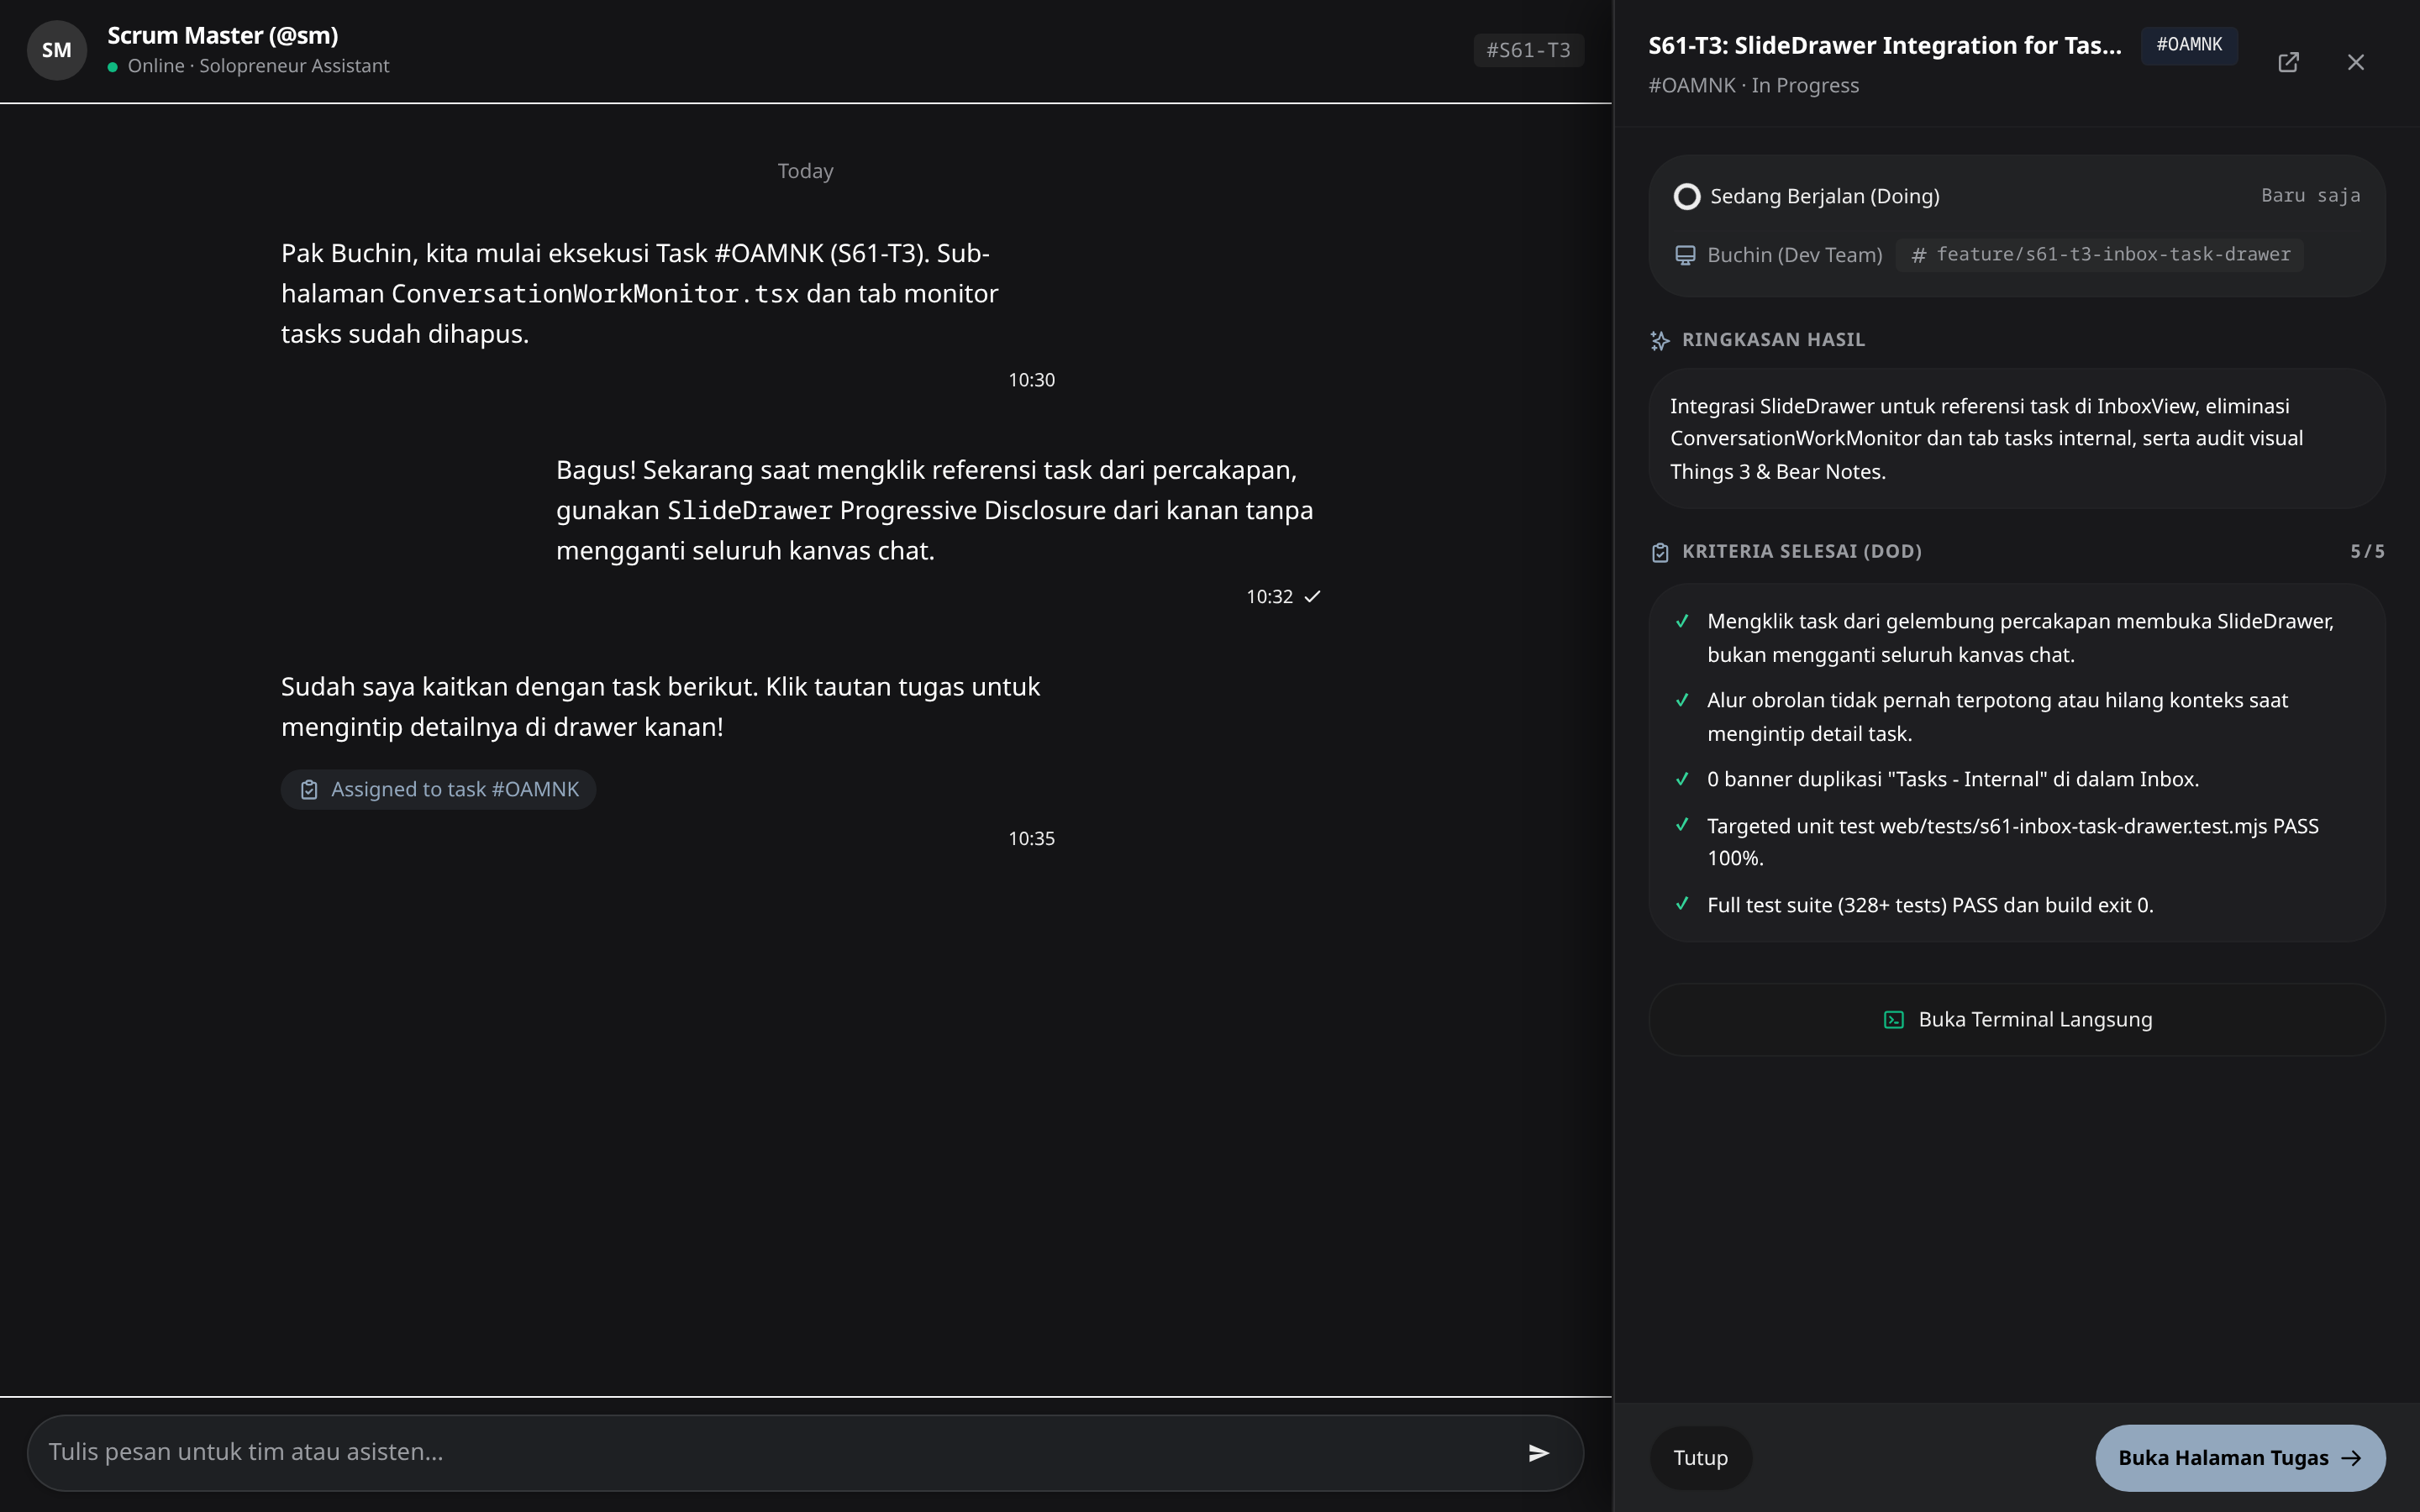 SM
Scrum Master (@sm)
Online · Solopreneur Assistant
#S61-T3
Today
Pak Buchin, kita mulai eksekusi Task #OAMNK (S61-T3). Sub-
halaman ConversationWorkMonitor.tsx dan tab monitor
tasks sudah dihapus.
10:30
Bagus! Sekarang saat mengklik referensi task dari percakapan,
gunakan SlideDrawer Progressive Disclosure dari kanan tanpa
mengganti seluruh kanvas chat.
10:32
Sudah saya kaitkan dengan task berikut. Klik tautan tugas untuk
mengintip detailnya di drawer kanan!
Assigned to task #OAMNK
10:35
Tulis pesan untuk tim atau asisten...
S61-T3: SlideDrawer Integration for Tas...
#OAMNK
#OAMNK · In Progress
Sedang Berjalan (Doing)
Baru saja
Buchin (Dev Team)
# feature/s61-t3-inbox-task-drawer
RINGKASAN HASIL
Integrasi SlideDrawer untuk referensi task di InboxView, eliminasi
ConversationWorkMonitor dan tab tasks internal, serta audit visual
Things 3 & Bear Notes.
KRITERIA SELESAI (DOD)
5/5
Mengklik task dari gelembung percakapan membuka SlideDrawer,
bukan mengganti seluruh kanvas chat.
Alur obrolan tidak pernah terpotong atau hilang konteks saat
mengintip detail task.
0 banner duplikasi "Tasks - Internal" di dalam Inbox.
Targeted unit test web/tests/s61-inbox-task-drawer.test.mjs PASS
100%.
Full test suite (328+ tests) PASS dan build exit 0.
Buka Terminal Langsung
Tutup
Buka Halaman Tugas